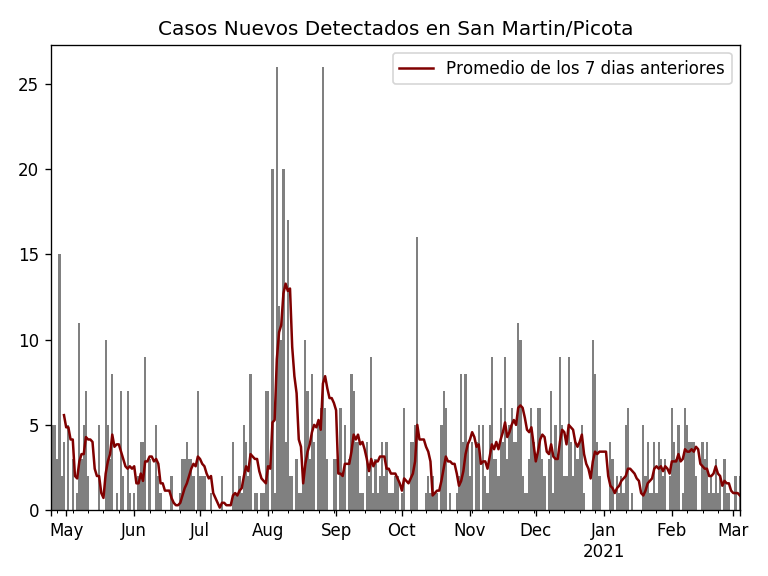 Casos Nuevos Detectados en San Martin/Picota
Promedio de los 7 dias anteriores
25
20
15
10
5
0
May Jun Jul Aug Sep Oct Nov Dec Jan Feb Mar
2021